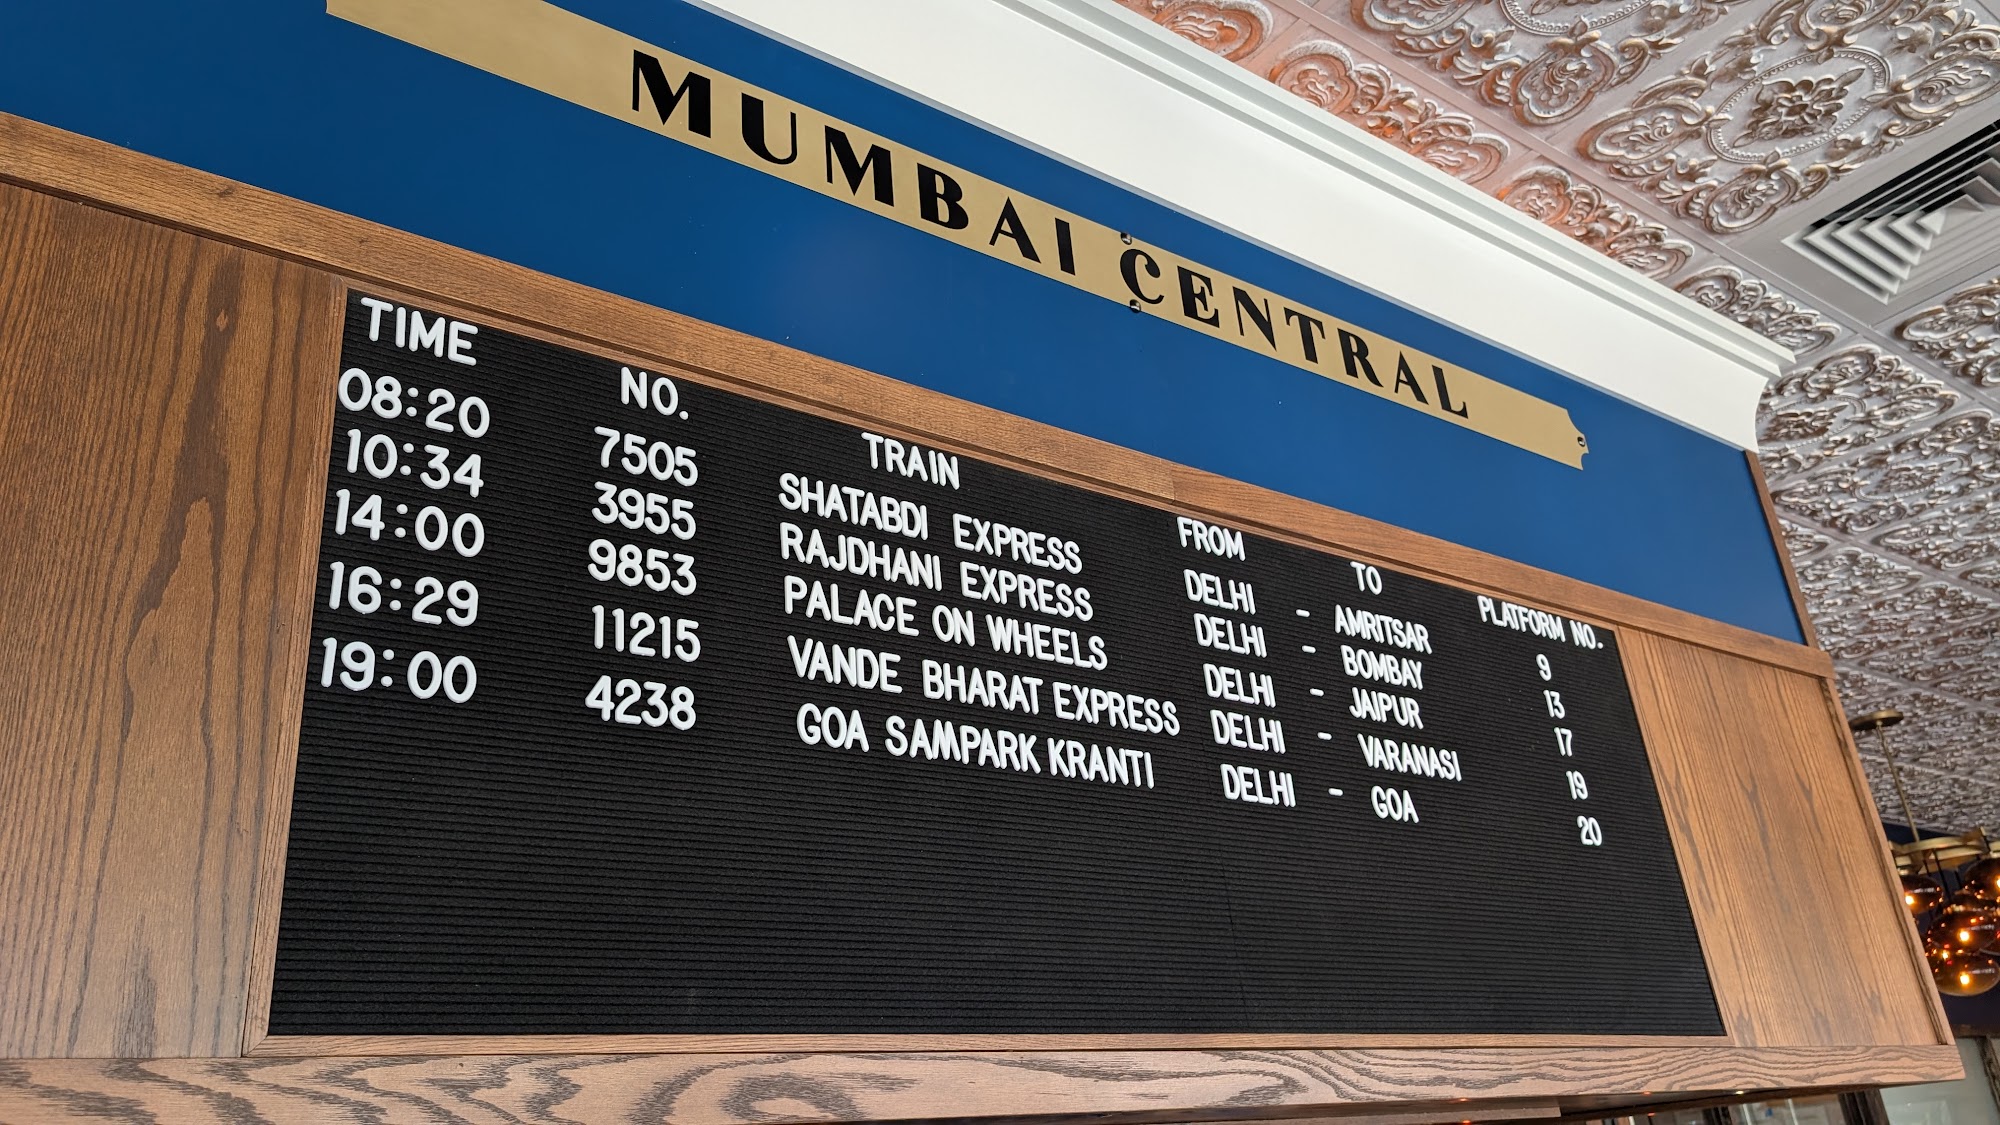 MUMBAI CENTRAL
TIME NO. TRAIN FROM TO PLATFORM NO.
08:20 7505 SHATABDI EXPRESS DELHI - AMRITSAR 9
10:34 3955 RAJDHANI EXPRESS DELHI - BOMBAY 13
14:00 9853 PALACE ON WHEELS DELHI - JAIPUR 17
16:29 11215 VANDE BHARAT EXPRESS DELHI - VARANASI 19
19:00 4238 GOA SAMPARK KRANTI DELHI - GOA 20